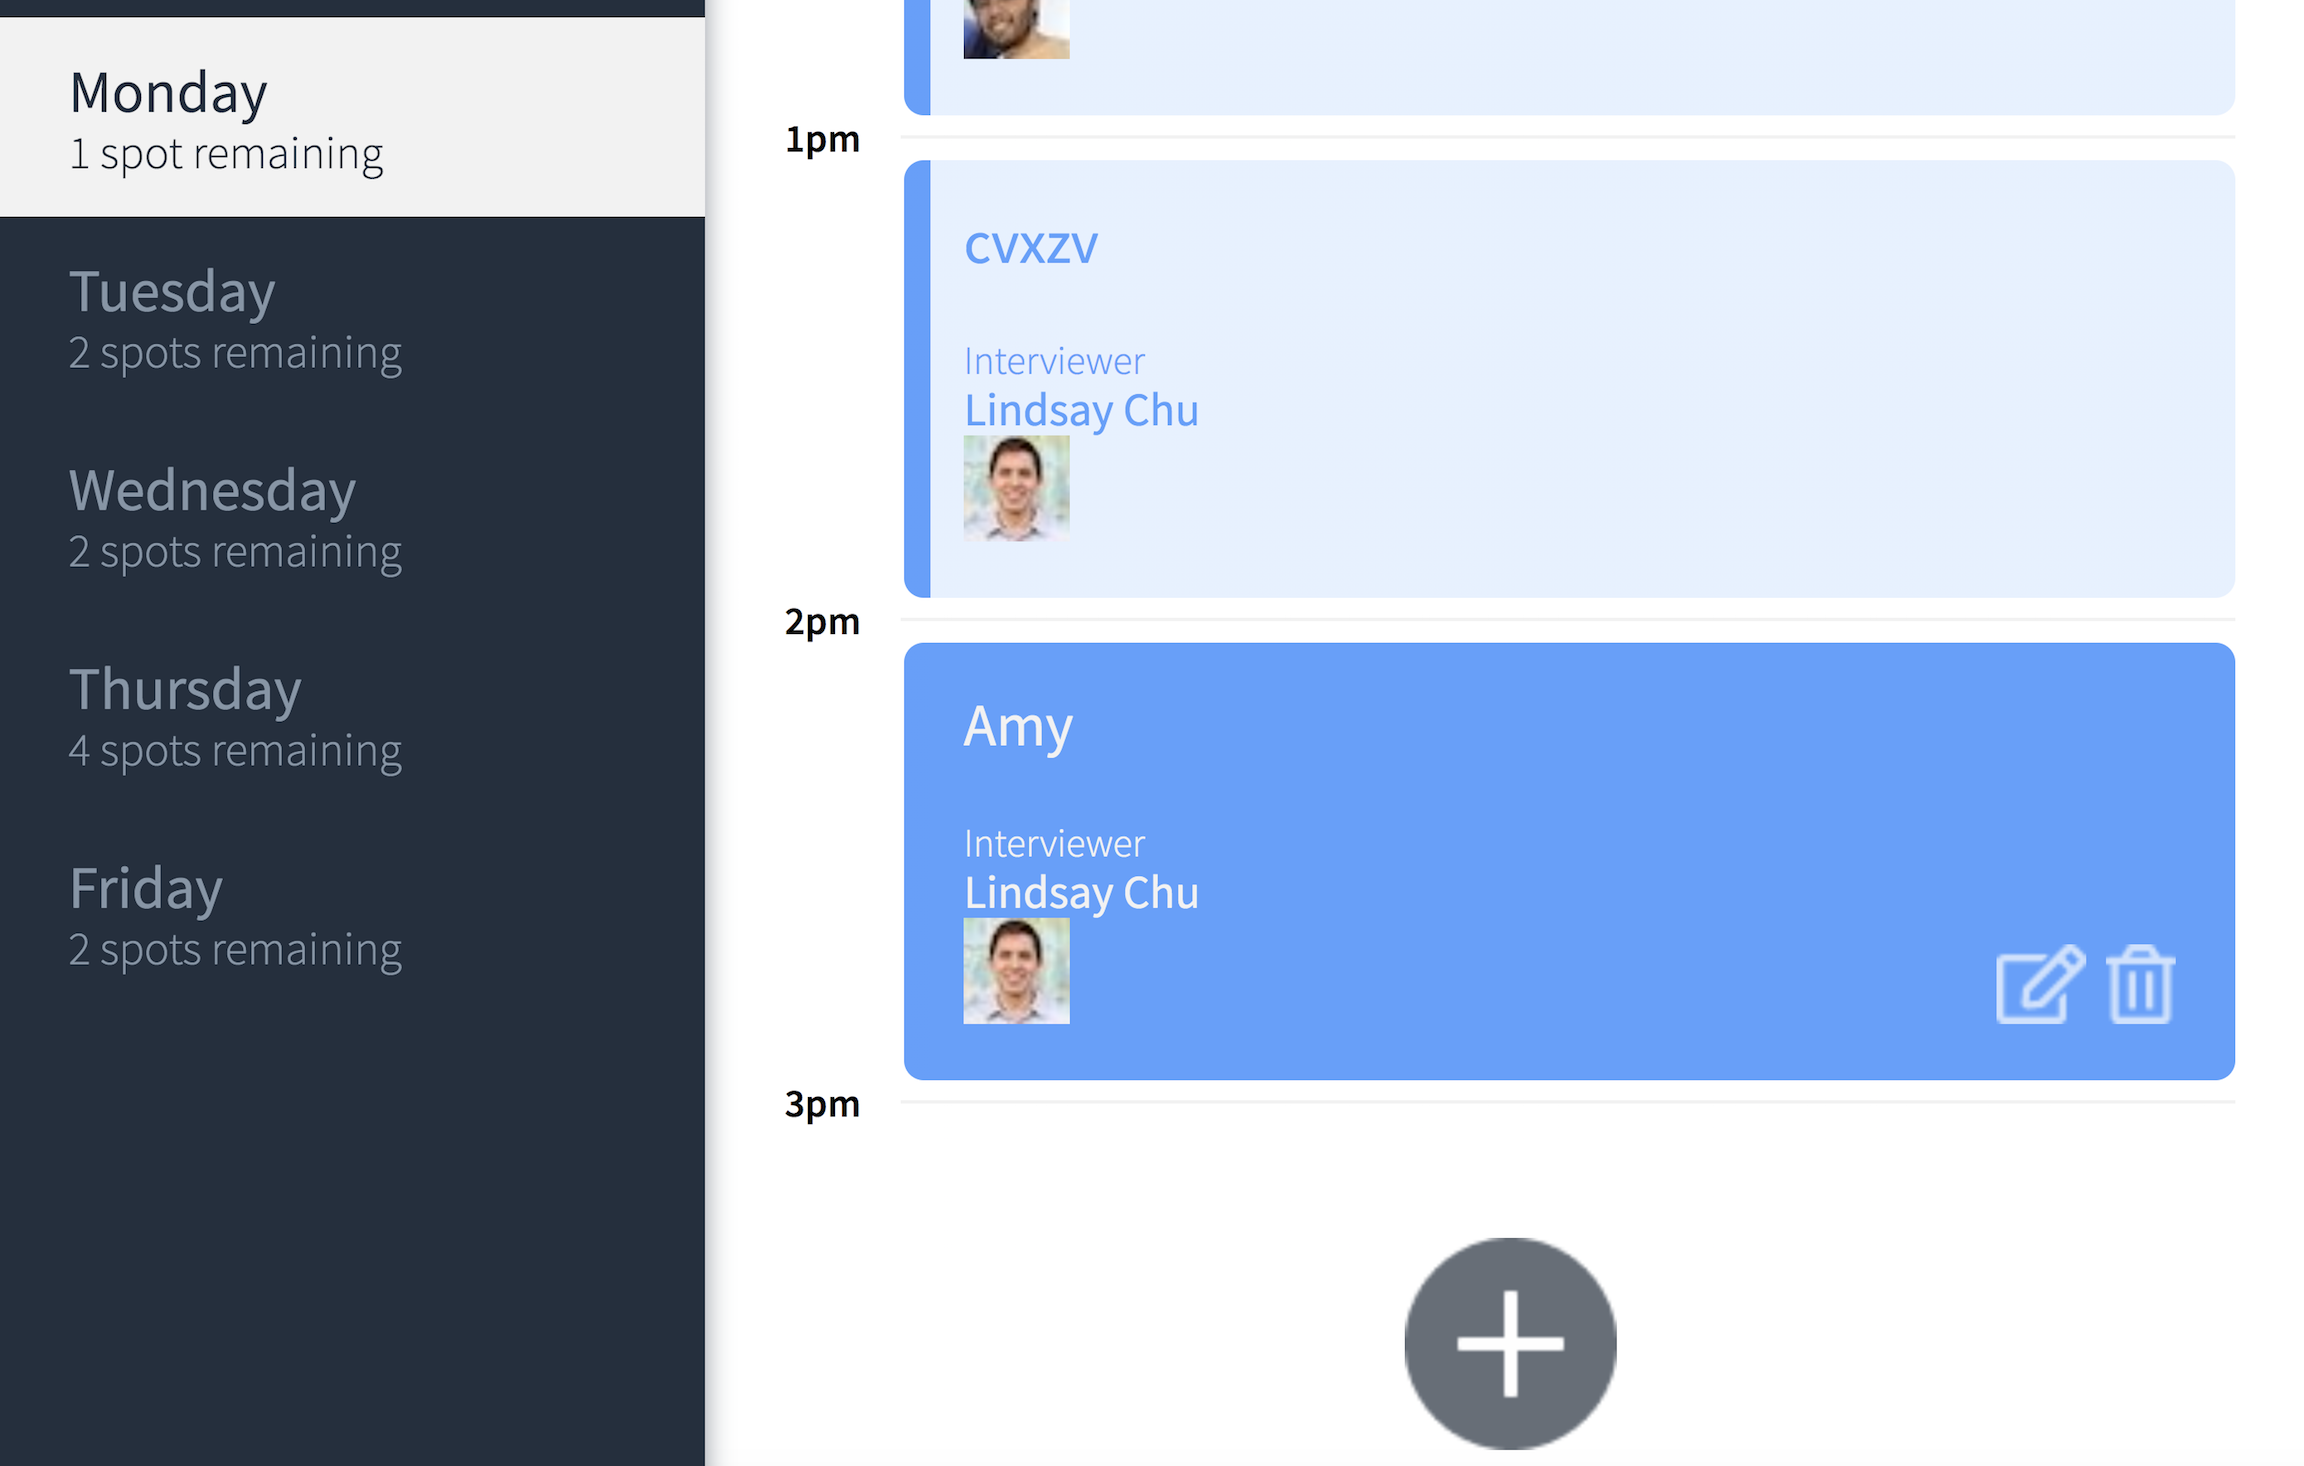 Monday
1 spot remaining
Tuesday
2 spots remaining
Wednesday
2 spots remaining
Thursday
4 spots remaining
Friday
2 spots remaining
1pm
cvxzv
Interviewer
Lindsay Chu
2pm
Amy
Interviewer
Lindsay Chu
3pm